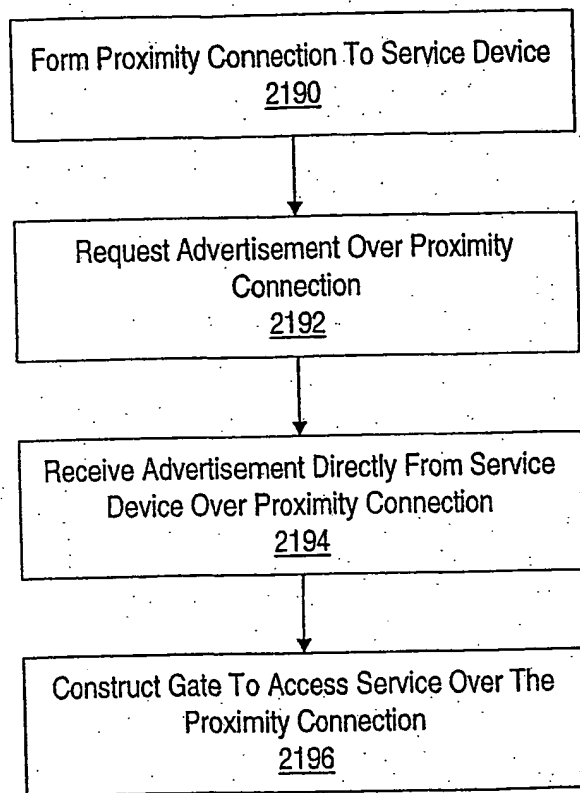 Form Proximity Connection To Service Device
2190
Request Advertisement Over Proximity
Connection
2192
Receive Advertisement Directly From Service
Device Over Proximity Connection
2194
Construct Gate To Access Service Over The
Proximity Connection
2196